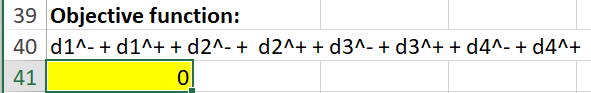 39 Objective function:
40 d1^- + d1^+ + d2^- + d2^+ + d3^- + d3^+ + d4^- + d4^+
41 0